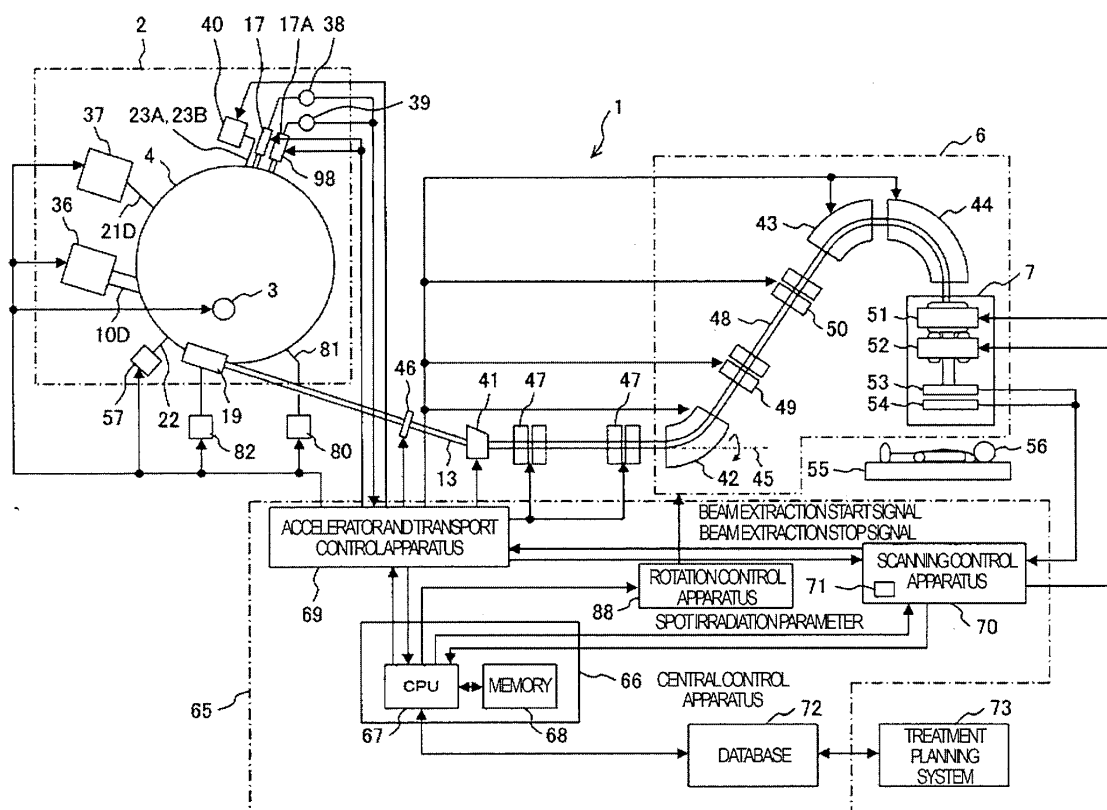 2
40
17
17A
38
23A, 23B
39
1
6
37
4
98
43
44
36
21D
3
7
10D
48
50
51
81
52
46
41
47
47
49
53
54
57
22
19
56
82
80
13
42
45
55
BEAM EXTRACTION START SIGNAL
BEAM EXTRACTION STOP SIGNAL
ACCELERATOR AND TRANSPORT
CONTROL APPARATUS
SCANNING CONTROL
APPARATUS
71
ROTATION CONTROL
APPARATUS
69
88
70
SPOT IRRADIATION PARAMETER
66
CPU
MEMORY
CENTRAL CONTROL
APPARATUS
65
67
68
72
73
DATABASE
TREATMENT
PLANNING
SYSTEM